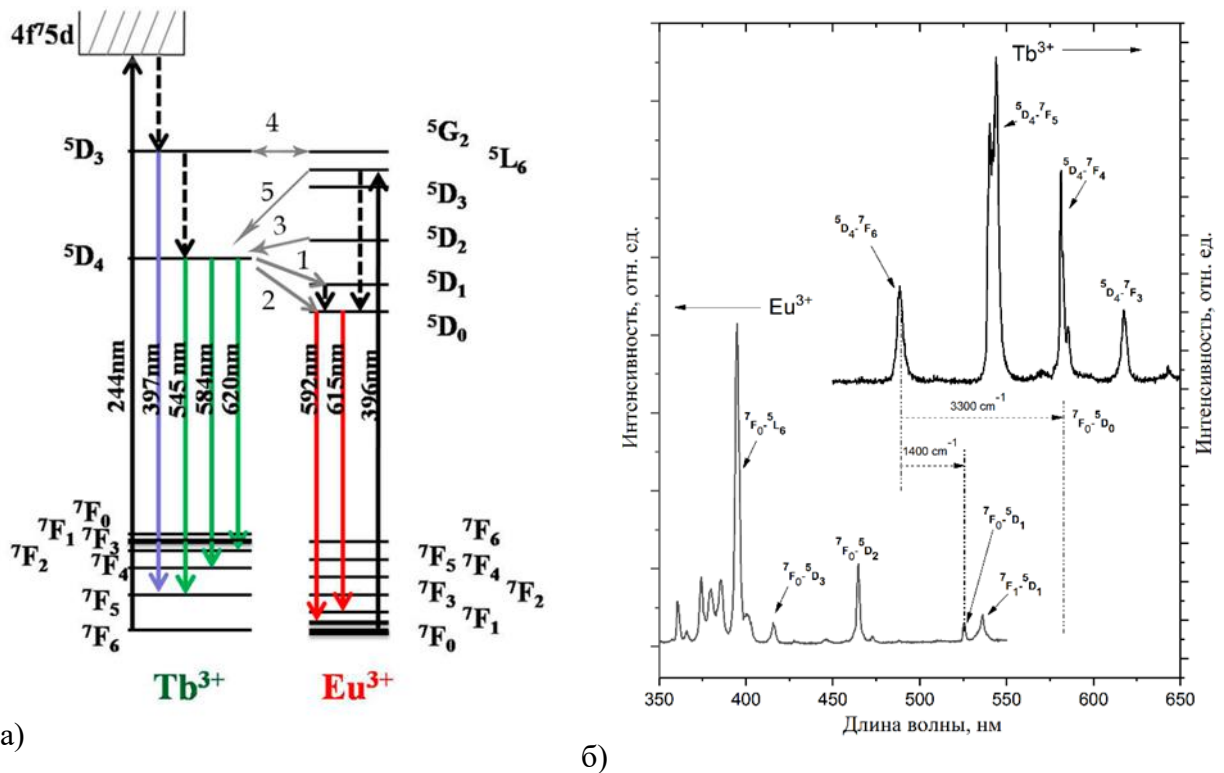 4f⁷5d
⁵D₃
⁵D₄
244nm
397nm
545 nm
584 nm
620nm
⁷F₀
⁷F₁ ⁷F₃
⁷F₂
⁷F₄
⁷F₅
⁷F₆
Tb³⁺
4
5
3
1
2
⁵G₂
⁵L₆
⁵D₃
⁵D₂
⁵D₁
⁵D₀
592nm
615nm
396nm
⁷F₆
⁷F₅ ⁷F₄
⁷F₃ ⁷F₂
⁷F₁
⁷F₀
Eu³⁺
а)
Интенсивность, отн. ед.
Tb³⁺
⁵D₄-⁷F₅
⁵D₄-⁷F₄
⁵D₄-⁷F₆
⁵D₄-⁷F₃
Eu³⁺
3300 cm⁻¹
⁷F₀-⁵D₀
⁷F₀-⁵L₆
1400 cm⁻¹
⁷F₀-⁵D₁
⁷F₀-⁵D₂
⁷F₀-⁵D₃
⁷F₁-⁵D₁
Интенсивность, отн. ед.
350 400 450 500 550 600 650
Длина волны, нм
б)